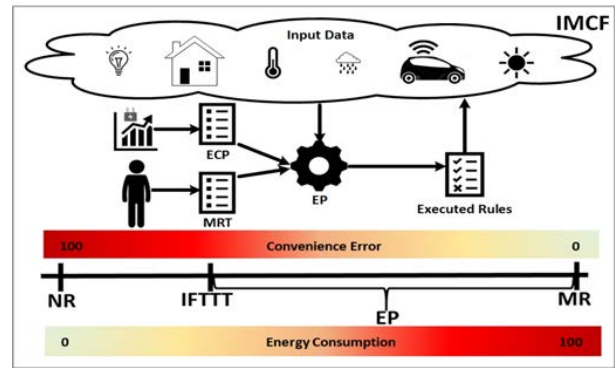 IMCF
Input Data
ECP
MRT
EP
Executed Rules
100 Convenience Error 0
NR IFTTT EP MR
0 Energy Consumption 100